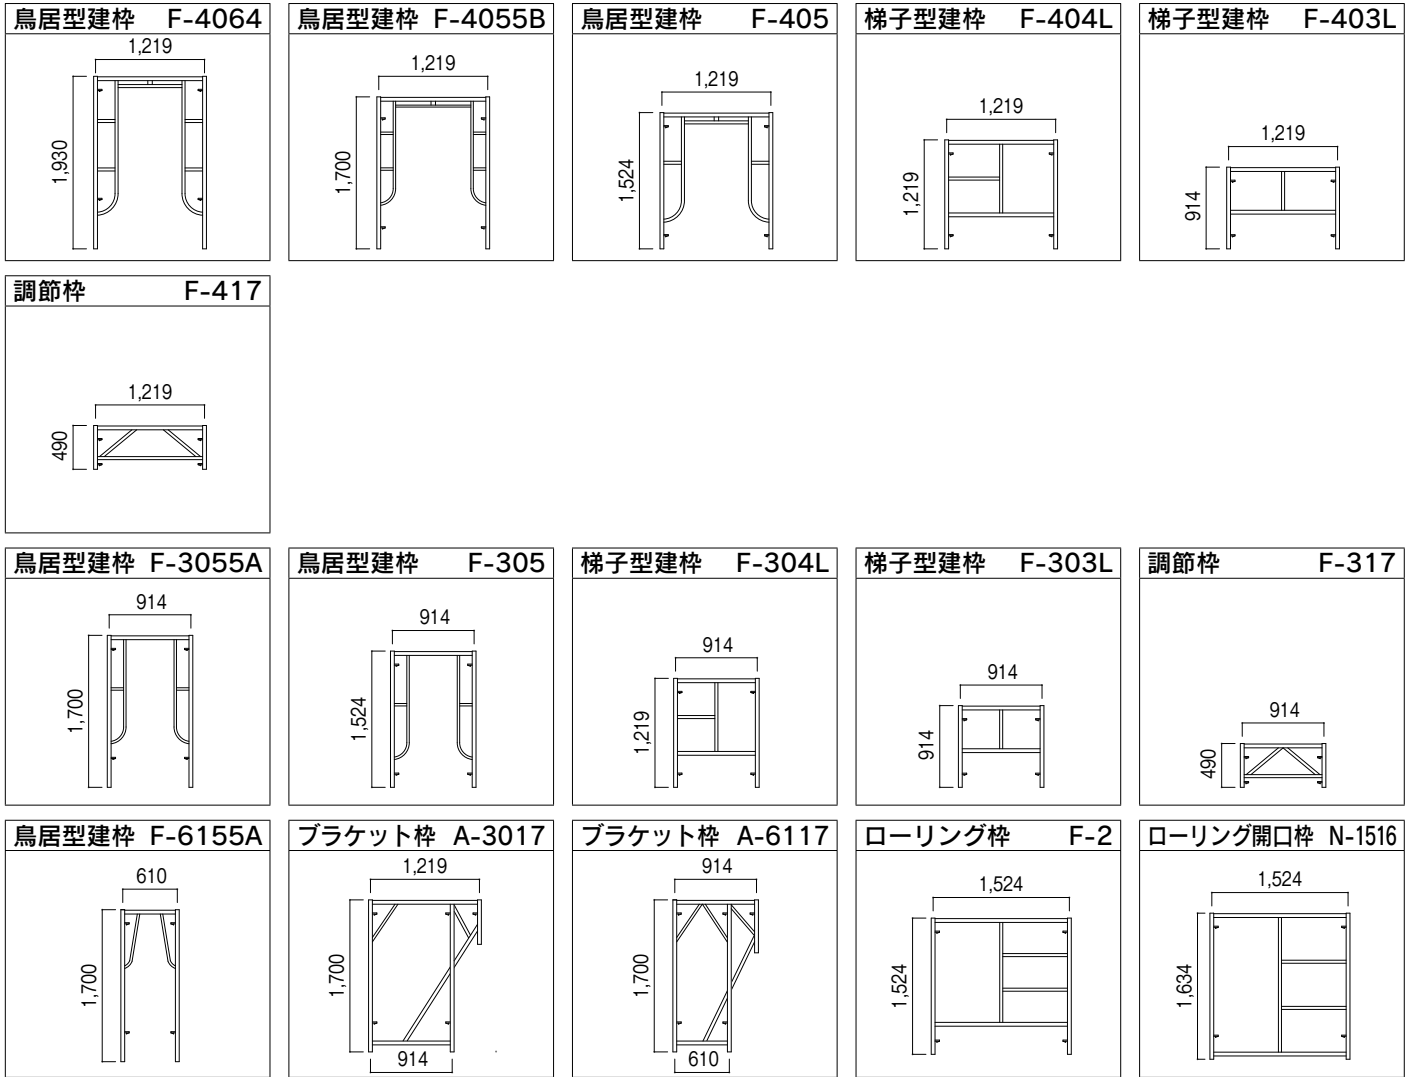 鳥居型建枠 F-4064
1,219
1,930
鳥居型建枠 F-4055B
1,219
1,700
鳥居型建枠 F-405
1,219
1,524
梯子型建枠 F-404L
1,219
1,219
梯子型建枠 F-403L
1,219
914
調節枠 F-417
1,219
490
鳥居型建枠 F-3055A
914
1,700
鳥居型建枠 F-305
914
1,524
梯子型建枠 F-304L
914
1,219
梯子型建枠 F-303L
914
914
調節枠 F-317
914
490
鳥居型建枠 F-6155A
610
1,700
ブラケット枠 A-3017
1,219
1,700
914
ブラケット枠 A-6117
914
1,700
610
ローリング枠 F-2
1,524
1,524
ローリング開口枠 N-1516
1,524
1,634